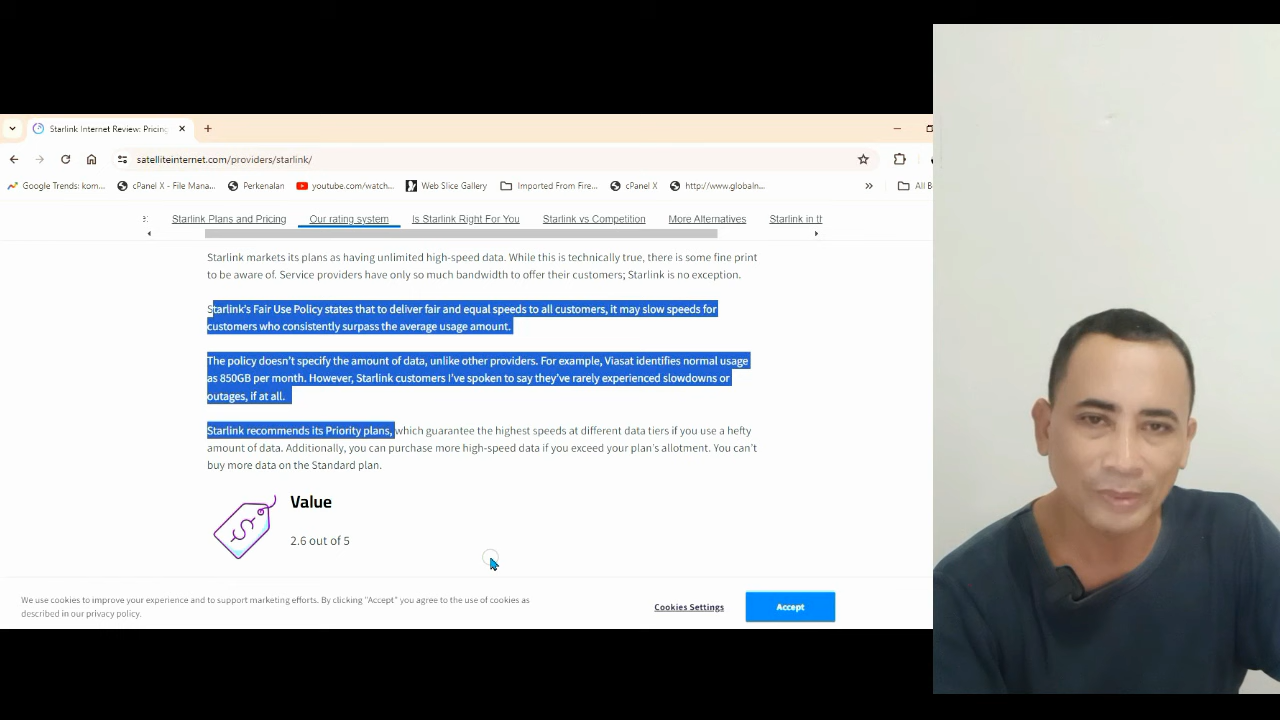 Starlink Internet Review: Pricing
satelliteinternet.com/providers/starlink/
Google Trends: kom...
cPanel X - File Mana...
Perkenalan
youtube.com/watch...
Web Slice Gallery
Imported From Fire...
cPanel X
http://www.globaln...
»
All B
Starlink Plans and Pricing
Our rating system
Is Starlink Right For You
Starlink vs Competition
More Alternatives
Starlink in th
Starlink markets its plans as having unlimited high-speed data. While this is technically true, there is some fine print
to be aware of. Service providers have only so much bandwidth to offer their customers; Starlink is no exception.
Starlink’s Fair Use Policy states that to deliver fair and equal speeds to all customers, it may slow speeds for
customers who consistently surpass the average usage amount.
The policy doesn’t specify the amount of data, unlike other providers. For example, Viasat identifies normal usage
as 850GB per month. However, Starlink customers I’ve spoken to say they’ve rarely experienced slowdowns or
outages, if at all.
Starlink recommends its Priority plans, which guarantee the highest speeds at different data tiers if you use a hefty
amount of data. Additionally, you can purchase more high-speed data if you exceed your plan’s allotment. You can’t
buy more data on the Standard plan.
Value
2.6 out of 5
We use cookies to improve your experience and to support marketing efforts. By clicking "Accept" you agree to the use of cookies as
described in our privacy policy.
Cookies Settings
Accept